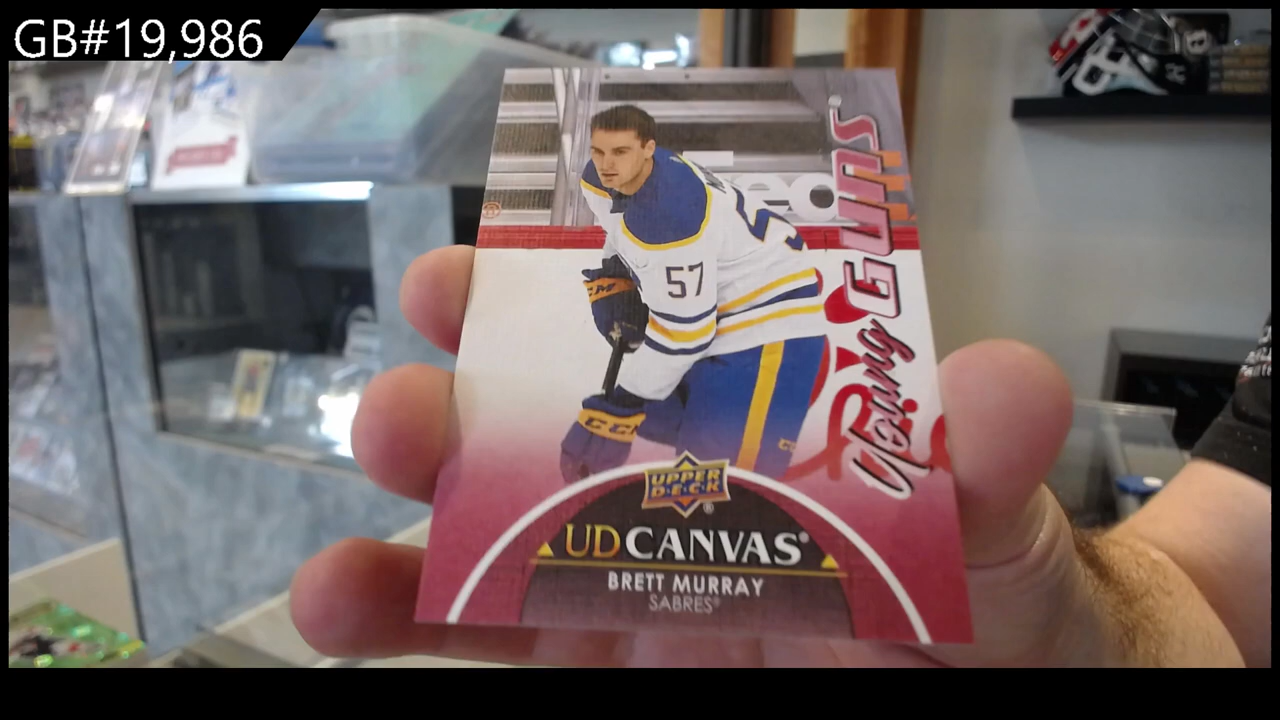 GB#19,986
57
Young GUNS
UPPER
DECK
UD CANVAS®
BRETT MURRAY
SABRES®